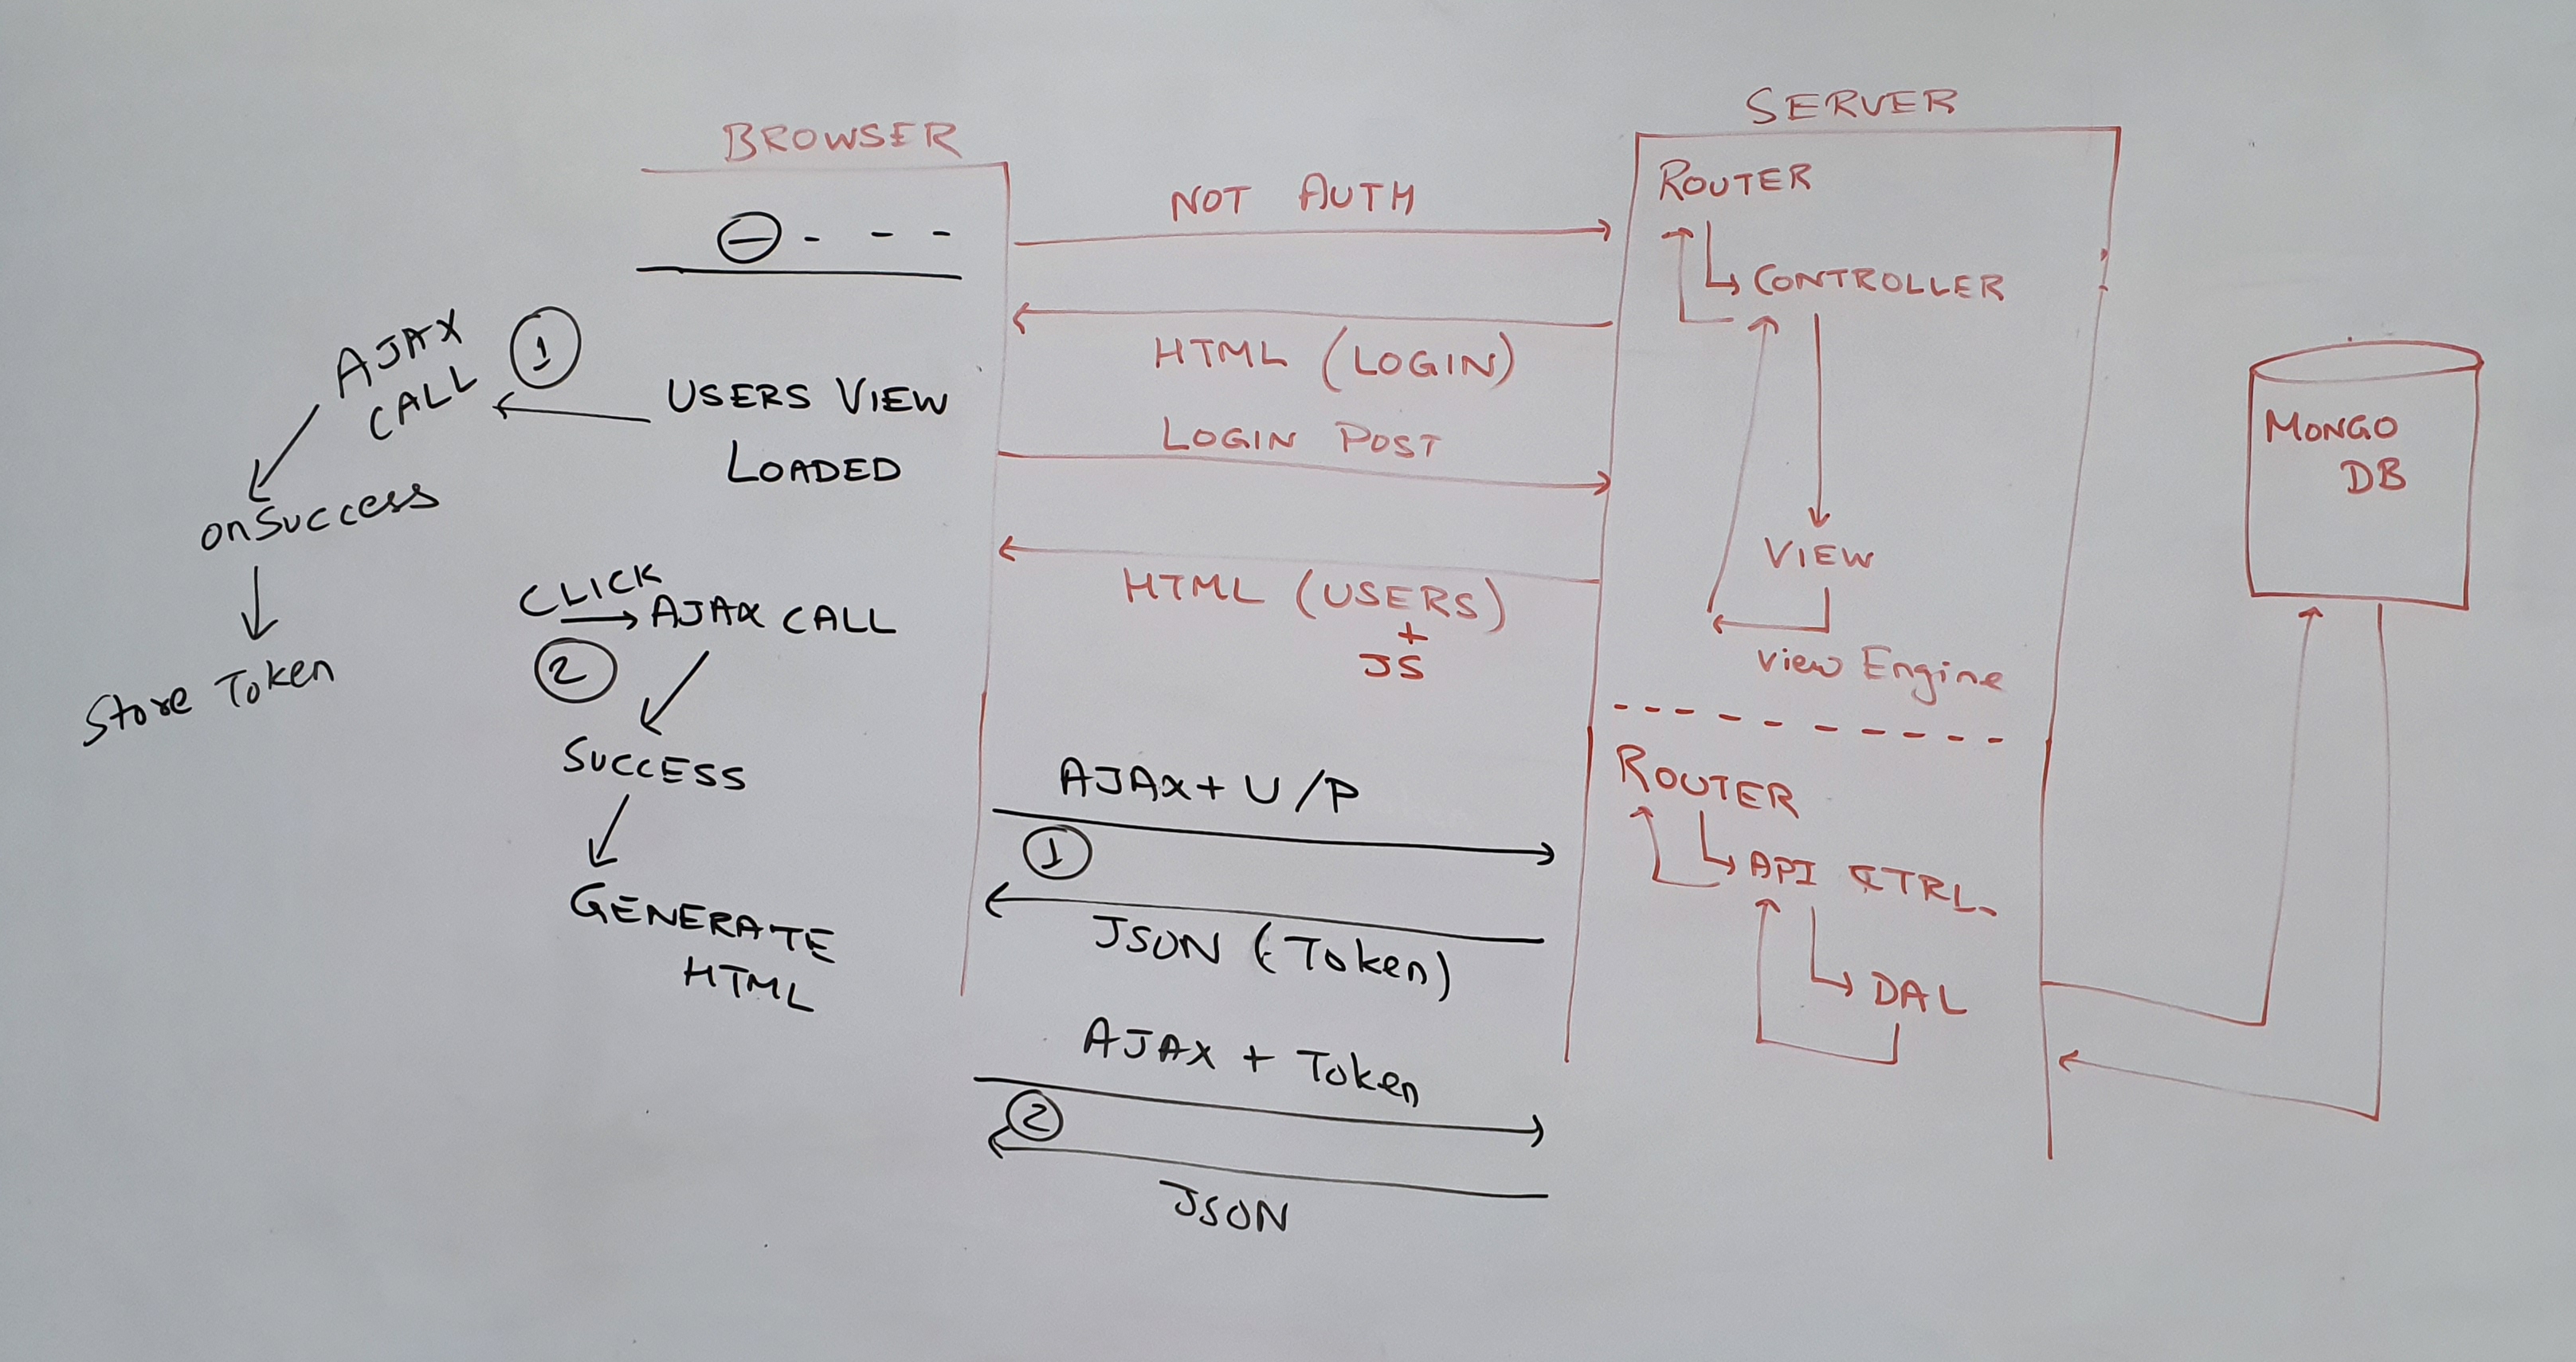 BROWSER
SERVER
NOT AUTH
HTML (LOGIN)
LOGIN POST
HTML (USERS)
+
JS
ROUTER
CONTROLLER
VIEW
View Engine
ROUTER
API CTRL.
DAL
MONGO
DB
USERS VIEW
LOADED
1
AJAX
CALL
onSuccess
Store Token
CLICK
AJAX CALL
2
SUCCESS
GENERATE
HTML
AJAX + U/P
1
JSON (Token)
AJAX + Token
2
JSON